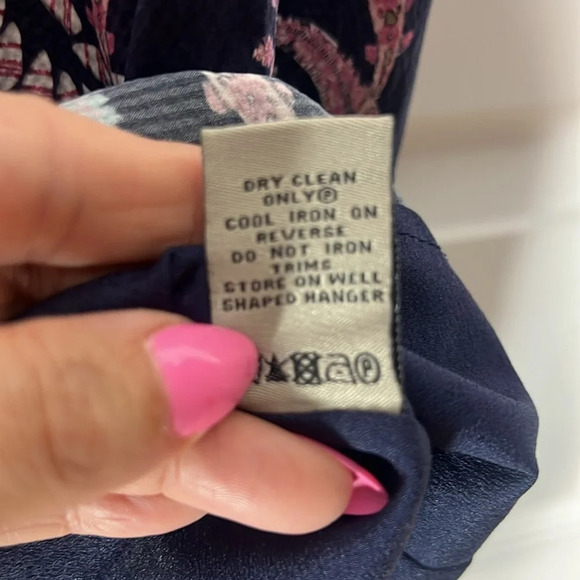 DRY CLEAN
ONLYⓅ
COOL IRON ON
REVERSE
DO NOT IRON
TRIMS
STORE ON WELL
SHAPED HANGER
Ⓟ